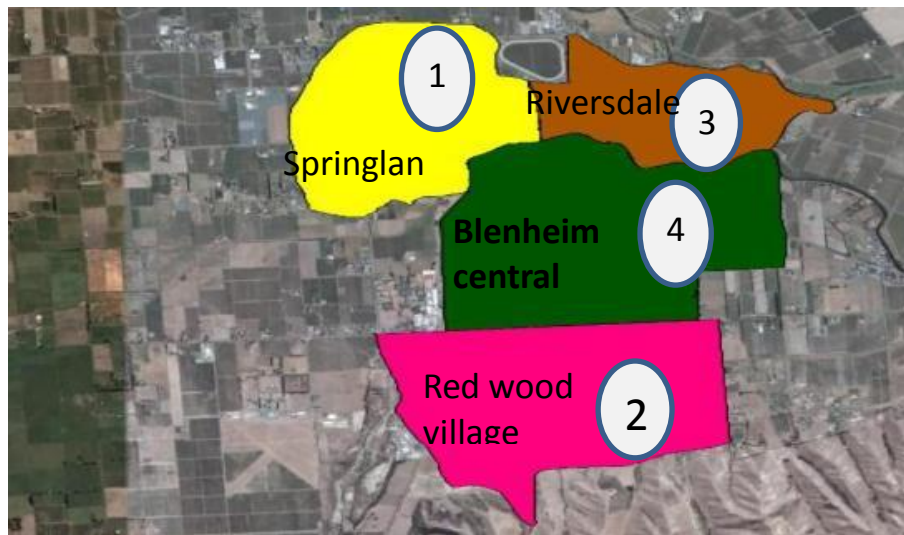 1
Riversdale
3
Springlan
Blenheim
central
4
Red wood
village
2